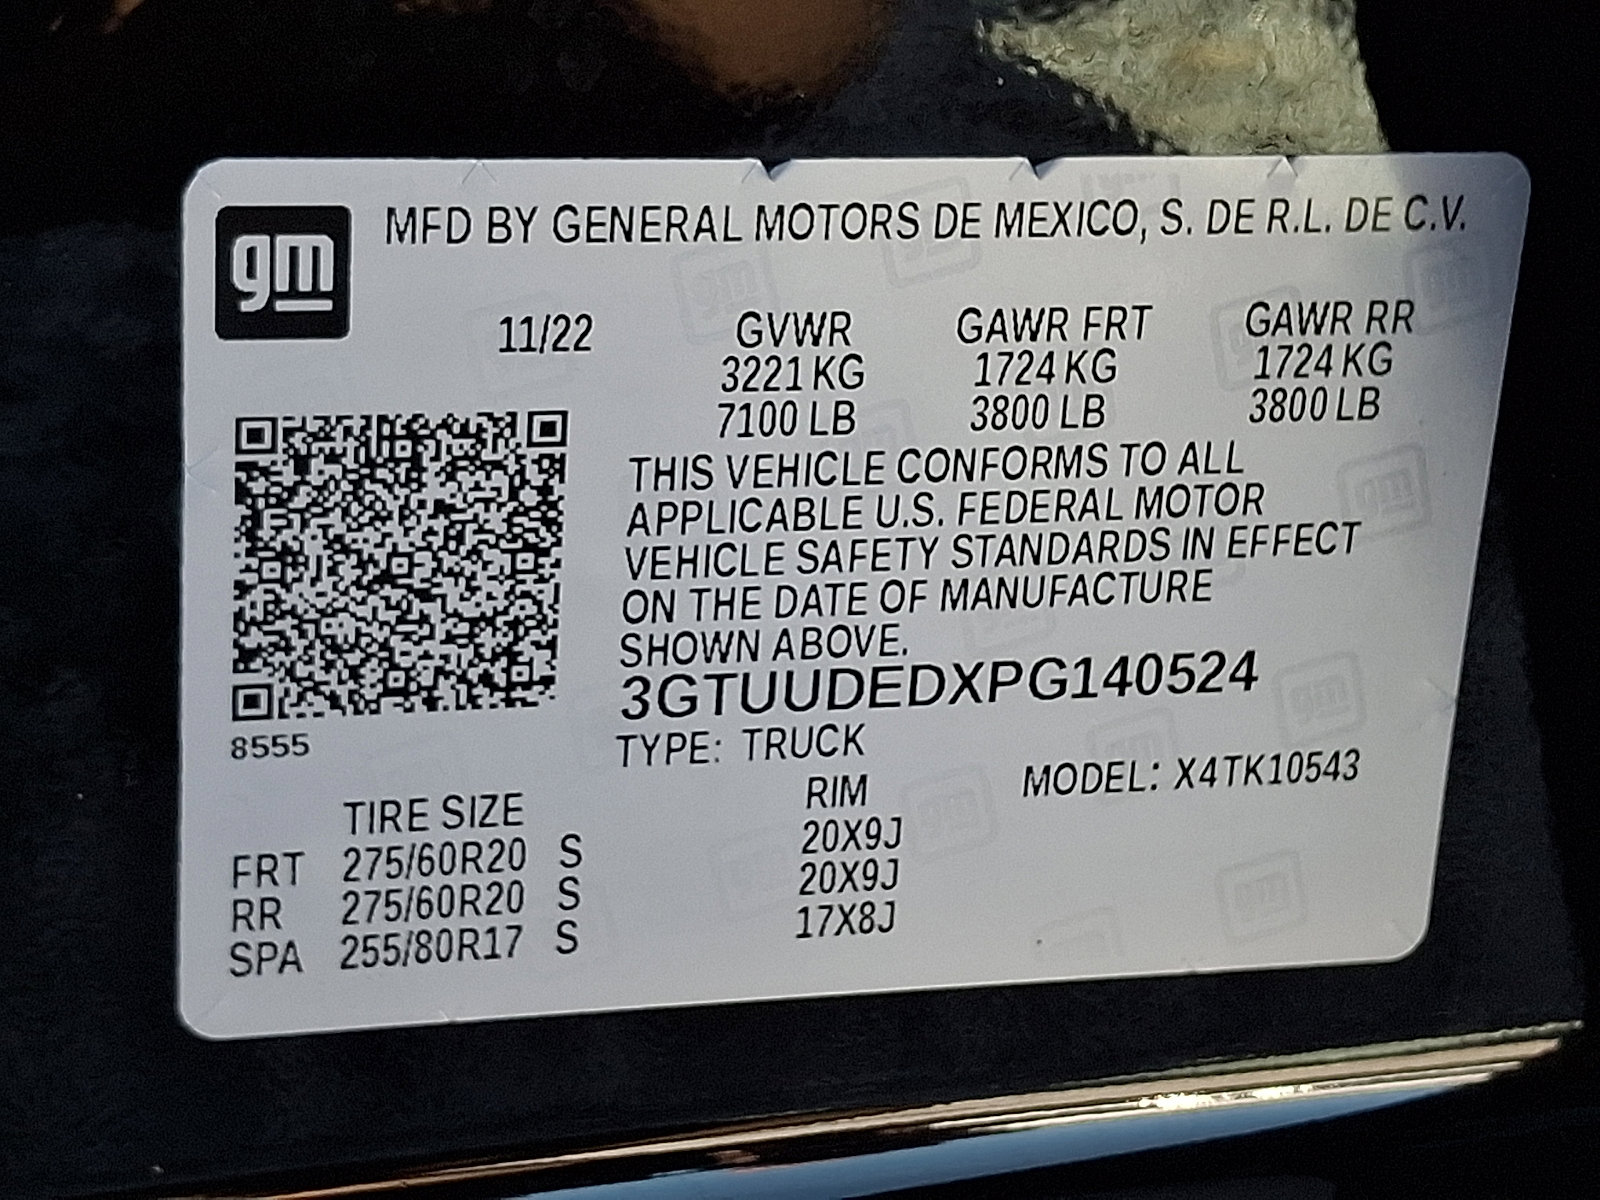 gm
MFD BY GENERAL MOTORS DE MEXICO, S. DE R.L. DE C.V.
11/22 GVWR GAWR FRT GAWR RR
3221 KG 1724 KG 1724 KG
7100 LB 3800 LB 3800 LB
THIS VEHICLE CONFORMS TO ALL
APPLICABLE U.S. FEDERAL MOTOR
VEHICLE SAFETY STANDARDS IN EFFECT
ON THE DATE OF MANUFACTURE
SHOWN ABOVE.
3GTUUDEDXPG140524
8555
TYPE: TRUCK
MODEL: X4TK10543
TIRE SIZE RIM
FRT 275/60R20 S 20X9J
RR 275/60R20 S 20X9J
SPA 255/80R17 S 17X8J